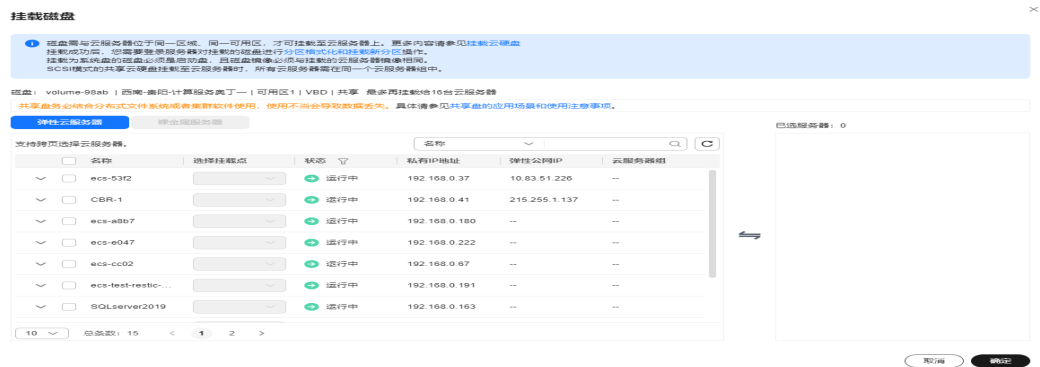 挂载磁盘
磁盘需与云服务器位于同一区域、同一可用区，才可挂载至云服务器上。更多内容请参见挂载云硬盘
挂载成功后，您需要登录服务器对挂载的磁盘进行分区格式化和挂载新分区操作。
挂载为系统盘的磁盘必须是启动盘，且磁盘镜像必须与挂载的云服务器镜像相同。
SCSI模式的共享云硬盘挂载至云服务器时，所有云服务器需在同一个云服务器组中。
磁盘： volume-98ab | 西南-贵阳-计算服务奥丁一 | 可用区1 | VBD | 共享 最多再挂载给16台云服务器
共享盘务必结合分布式文件系统或者集群软件使用，使用不当会导致数据丢失。具体请参见共享盘的应用场景和使用注意事项。
弹性云服务器 裸金属服务器
已选服务器：0
支持跨页选择云服务器。 名称
名称 选择挂载点 状态 私有IP地址 弹性公网IP 云服务器组
ecs-53f2 运行中 192.168.0.37 10.83.51.226 --
CBR-1 运行中 192.168.0.41 215.255.1.137 --
ecs-a8b7 运行中 192.168.0.180 -- --
ecs-e047 运行中 192.168.0.222 -- --
ecs-cc02 运行中 192.168.0.67 -- --
ecs-test-restic-... 运行中 192.168.0.191 -- --
SQLserver2019 运行中 192.168.0.163 -- --
10 总条数：15 < 1 2 >
取消 确定